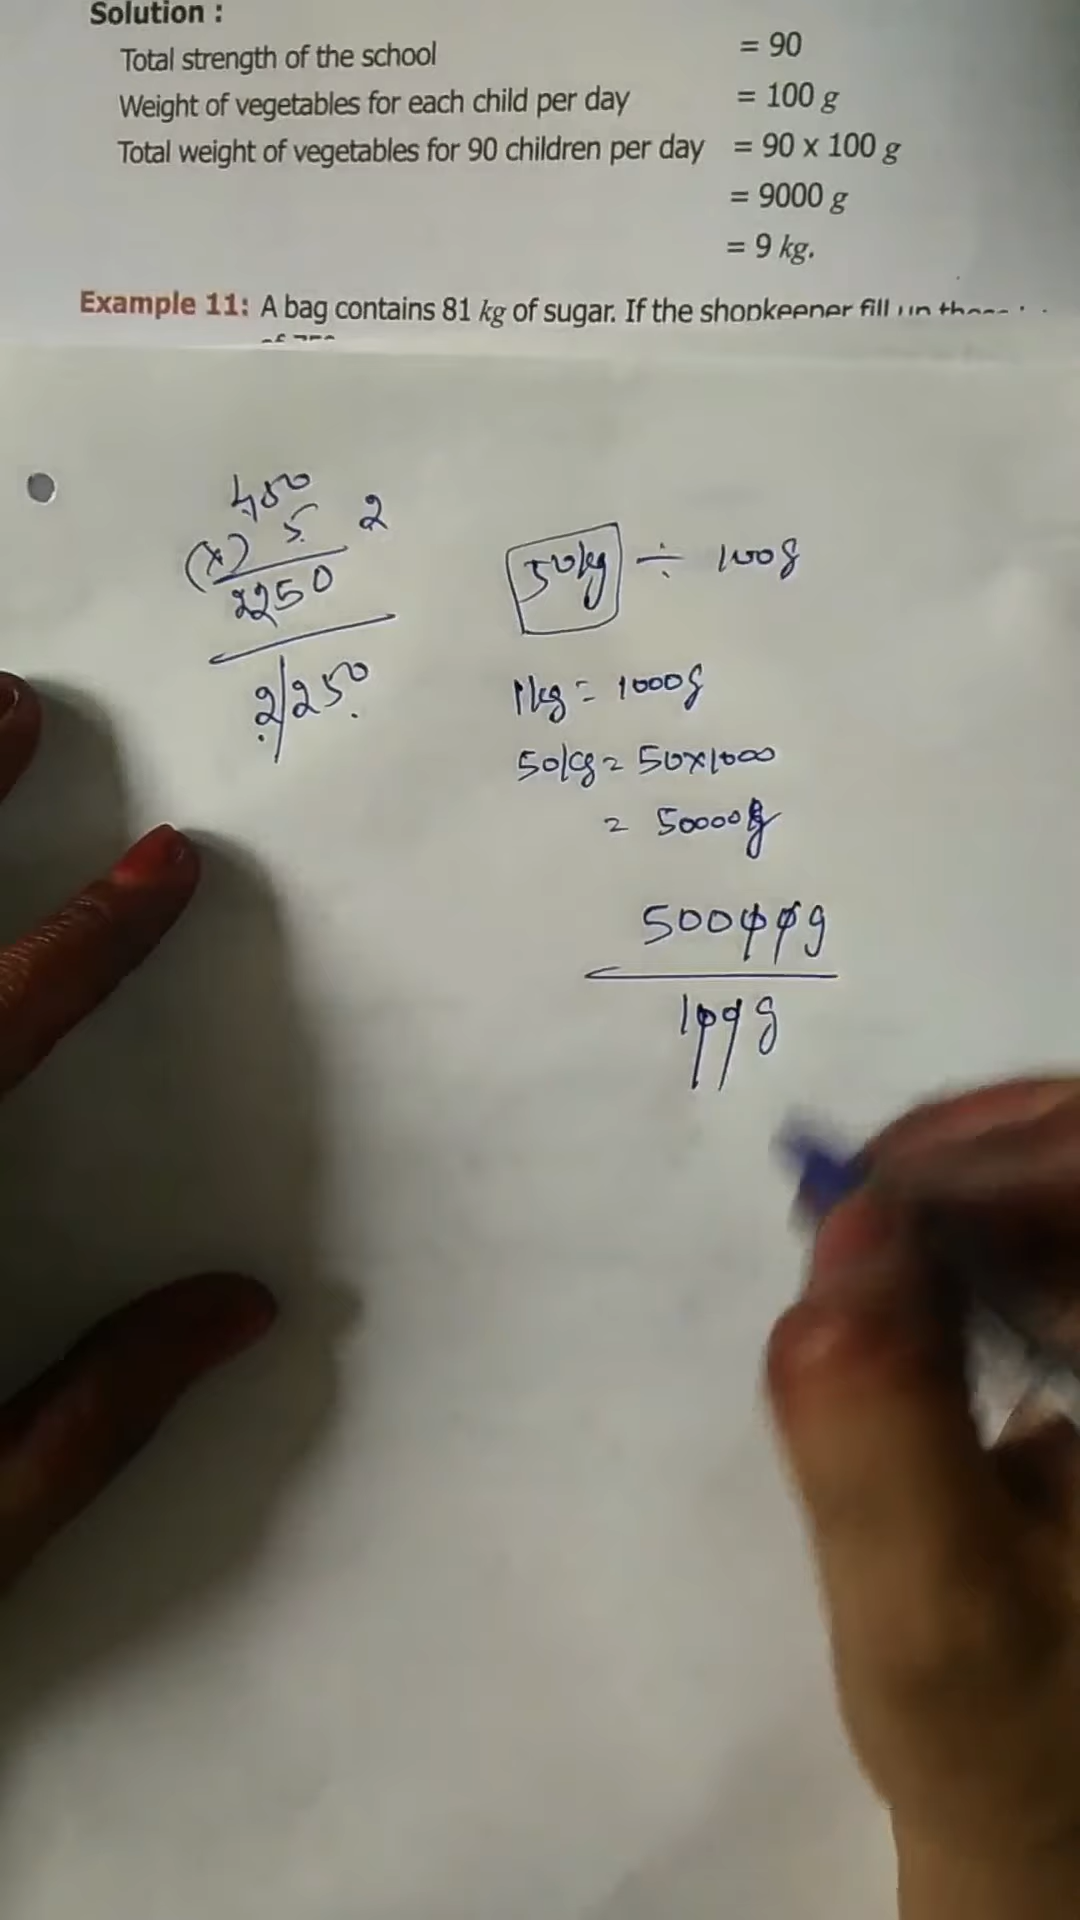 Solution :
Total strength of the school = 90
Weight of vegetables for each child per day = 100 g
Total weight of vegetables for 90 children per day = 90 x 100 g
= 9000 g
= 9 kg.
Example 11: A bag contains 81 kg of sugar. If the shopkeeper fill up
450
(x) 5 2
2250
2/250
50kg ÷ 100g
1kg = 1000g
50kg = 50x1000
= 50000g
50000g
100g